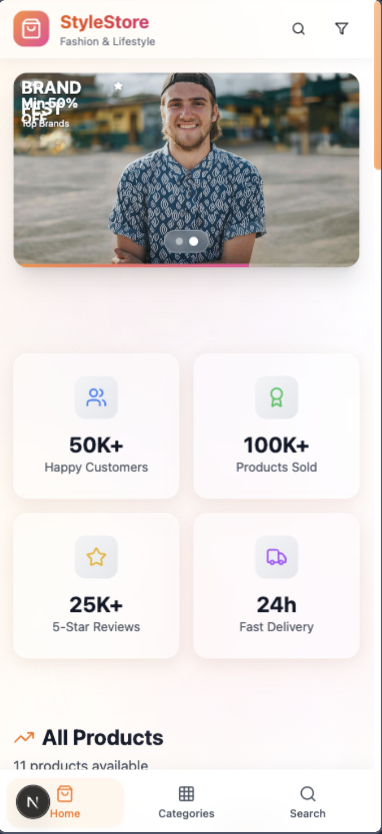 StyleStore
Fashion & Lifestyle
BRAND
Min 50%
FEST
OFF
Top Brands
50K+
Happy Customers
100K+
Products Sold
25K+
5-Star Reviews
24h
Fast Delivery
All Products
11 products available
N
Home
Categories
Search